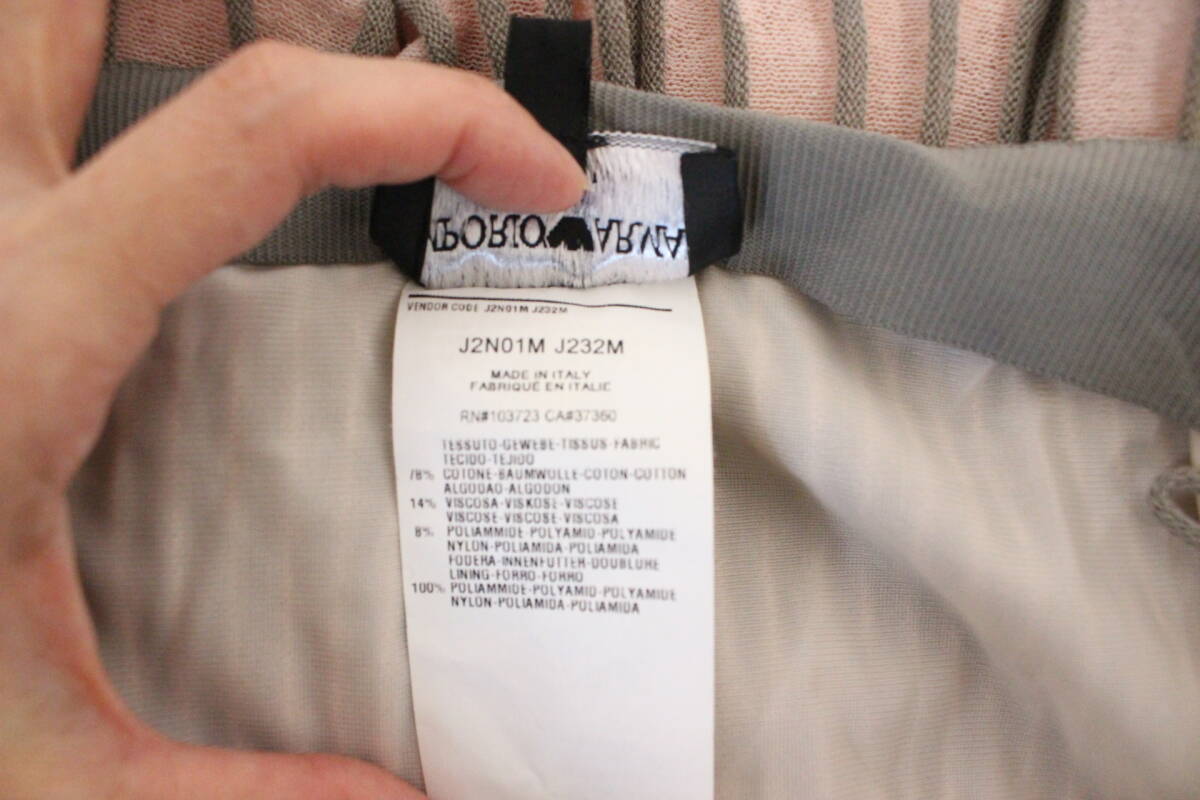 MPORIO ARMA
VENDOR CODE J2N01M J232M
J2N01M J232M
MADE IN ITALY
FABRIQUÉ EN ITALIE
RN#103723 CA#37360
TESSUTO-GEWEBE-TISSUS-FABRIC
TECIDO-TEJIDO
78% COTONE-BAUMWOLLE-COTON-COTTON
ALGODAO-ALGODON
14% VISCOSA-VISKOSE-VISCOSE
VISCOSE-VISCOSE-VISCOSA
8% POLIAMMIDE-POLYAMID-POLYAMIDE
NYLON-POLIAMIDA-POLIAMIDA
FODERA-INNENFUTTER-DOUBLURE
LINING-FORRO-FORRO
100% POLIAMMIDE-POLYAMID-POLYAMIDE
NYLON-POLIAMIDA-POLIAMIDA